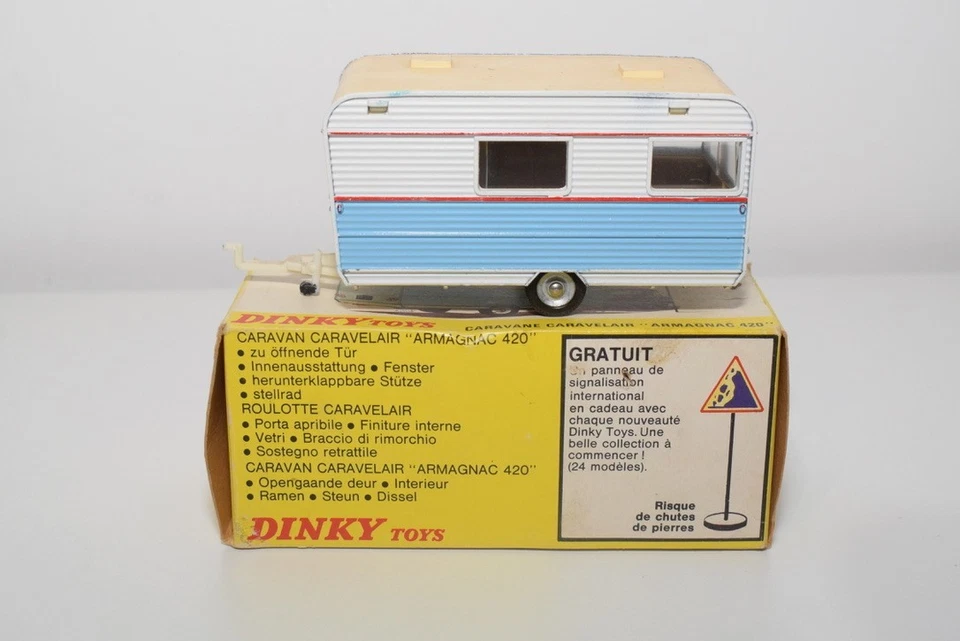 DINKY TOYS CARAVANE CARAVELAIR "ARMAGNAC 420"
CARAVAN CARAVELAIR "ARMAGNAC 420"
• zu öffnende Tür
• Innenausstattung • Fenster
• herunterklappbare Stütze
• stellrad
ROULOTTE CARAVELAIR
• Porta apribile • Finiture interne
• Vetri • Braccio di rimorchio
• Sostegno retrattile
CARAVAN CARAVELAIR "ARMAGNAC 420"
• Opengaande deur • Interieur
• Ramen • Steun • Dissel
DINKY TOYS
GRATUIT
Un panneau de
signalisation
international
en cadeau avec
chaque nouveauté
Dinky Toys. Une
belle collection à
commencer !
(24 modèles).
Risque
de chutes
de pierres